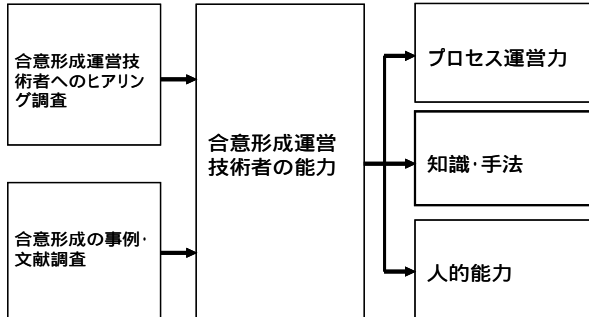 合意形成運営技
術者へのヒアリン
グ調査
合意形成の事例・
文献調査
合意形成運営
技術者の能力
プロセス運営力
知識・手法
人的能力